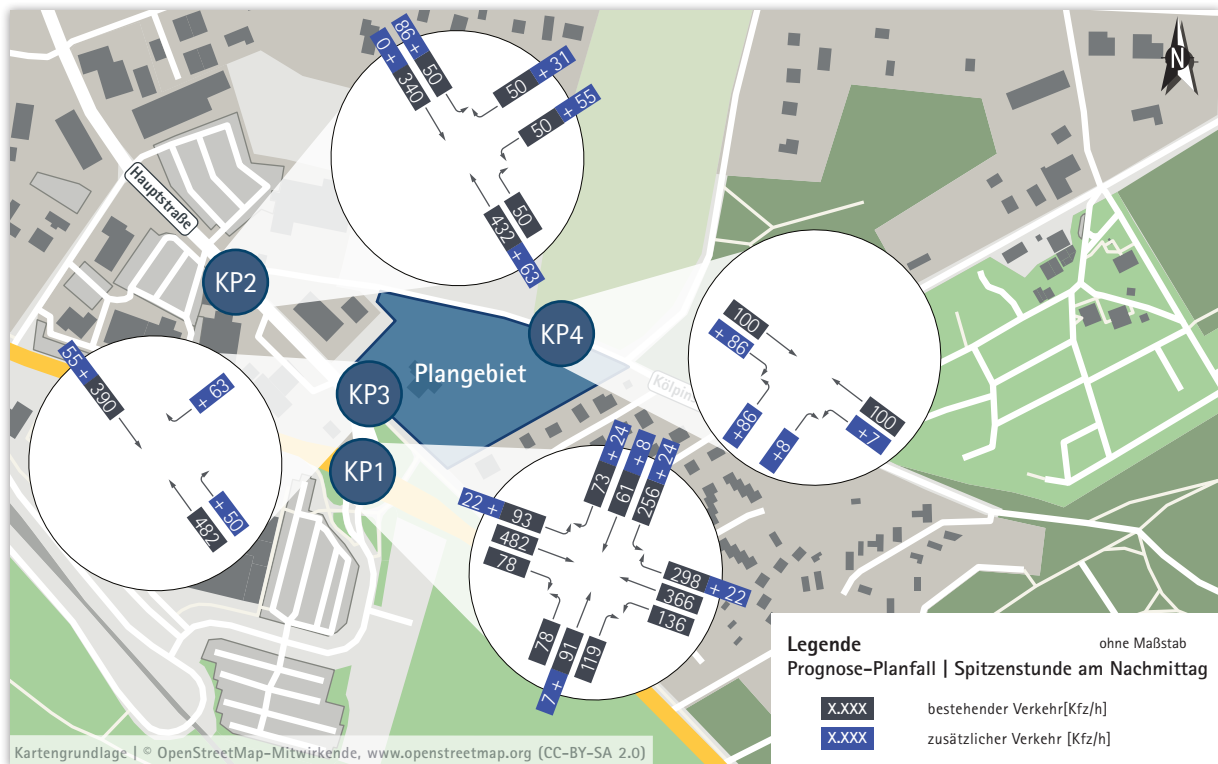 N
Hauptstraße
KP2
KP4
KP3
KP1
Plangebiet
Kölpin
0 + 340
86 + 50
50 + 31
50 + 55
50
432 + 63
55 + 390
+ 63
+ 50
482
100
+ 86
+86
+8
100
+7
73 + 24
61 + 8
256 + 24
22 + 93
482
78
298 + 22
366
136
78
7 + 91
119
Legende
ohne Maßstab
Prognose-Planfall | Spitzenstunde am Nachmittag
X.XXX bestehender Verkehr[Kfz/h]
X.XXX zusätzlicher Verkehr [Kfz/h]
Kartengrundlage | © OpenStreetMap-Mitwirkende, www.openstreetmap.org (CC-BY-SA 2.0)